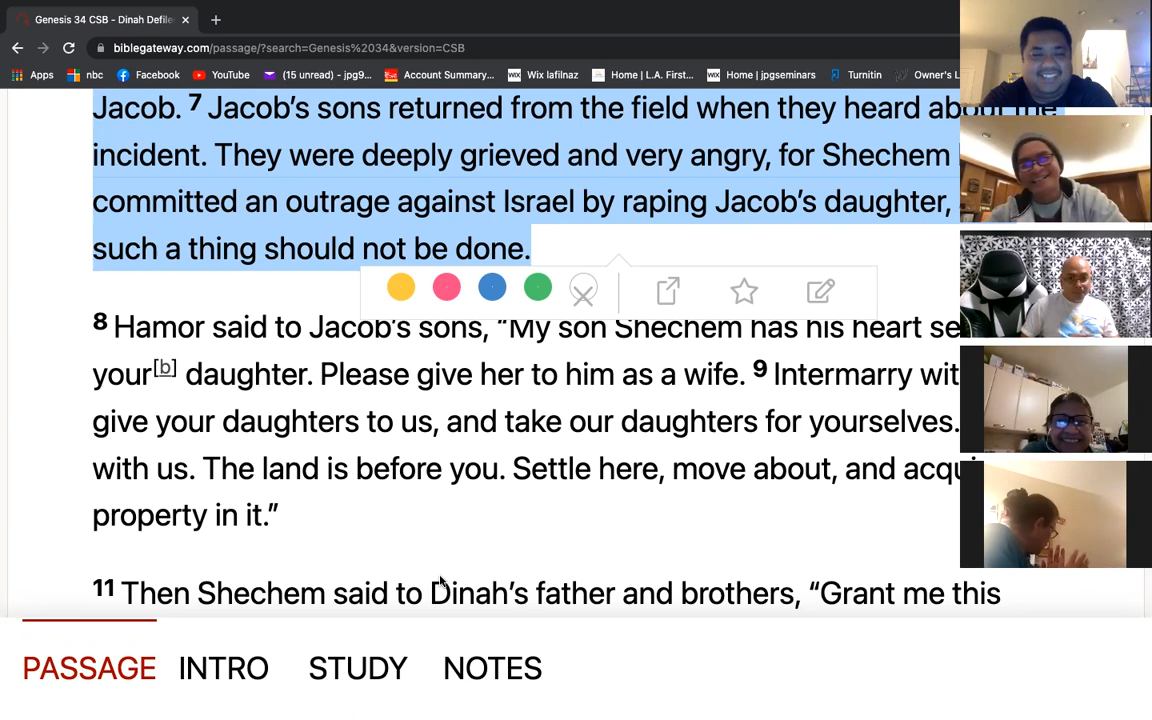 Genesis 34 CSB - Dinah Defile
biblegateway.com/passage/?search=Genesis%2034&version=CSB
Apps nbc Facebook YouTube (15 unread) - jpg9... Account Summary... Wix lafilnaz Home | L.A. First... Home | jpgseminars Turnitin Owner's L
Jacob. 7 Jacob’s sons returned from the field when they heard about the
incident. They were deeply grieved and very angry, for Shechem
committed an outrage against Israel by raping Jacob’s daughter,
such a thing should not be done.
8 Hamor said to Jacob’s sons, “My son Shechem has his heart se
your[b] daughter. Please give her to him as a wife. 9 Intermarry wit
give your daughters to us, and take our daughters for yourselves.
with us. The land is before you. Settle here, move about, and acqui
property in it.”
11 Then Shechem said to Dinah’s father and brothers, “Grant me this
PASSAGE INTRO STUDY NOTES